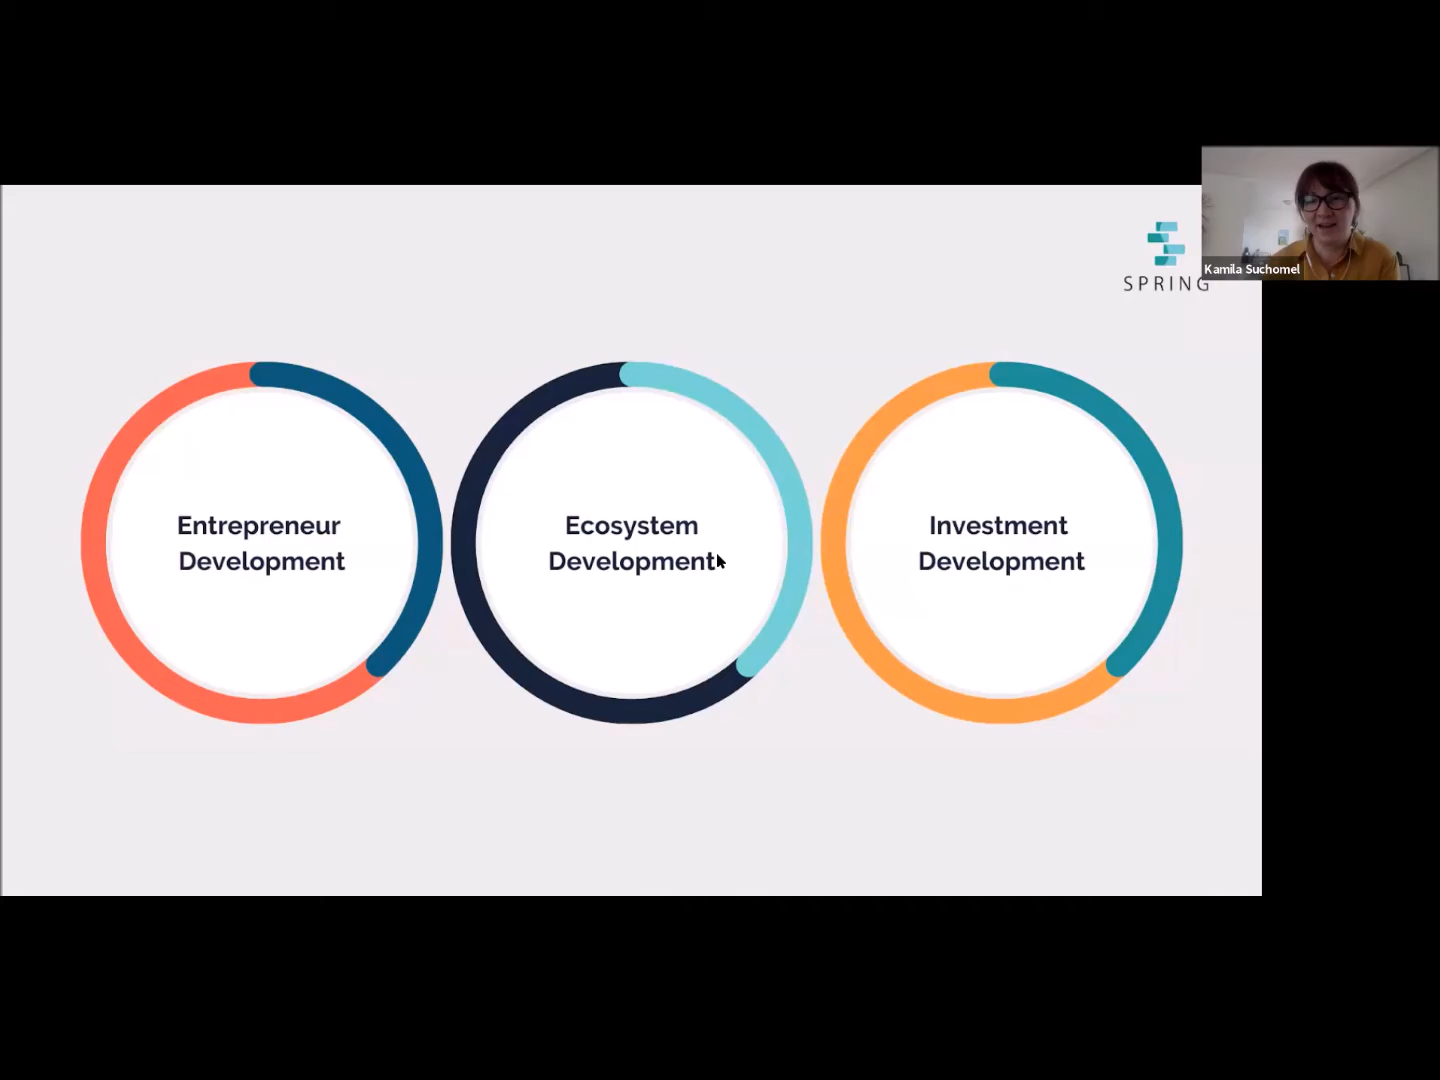 SPRING
Kamila Suchomel
Entrepreneur
Development
Ecosystem
Development
Investment
Development